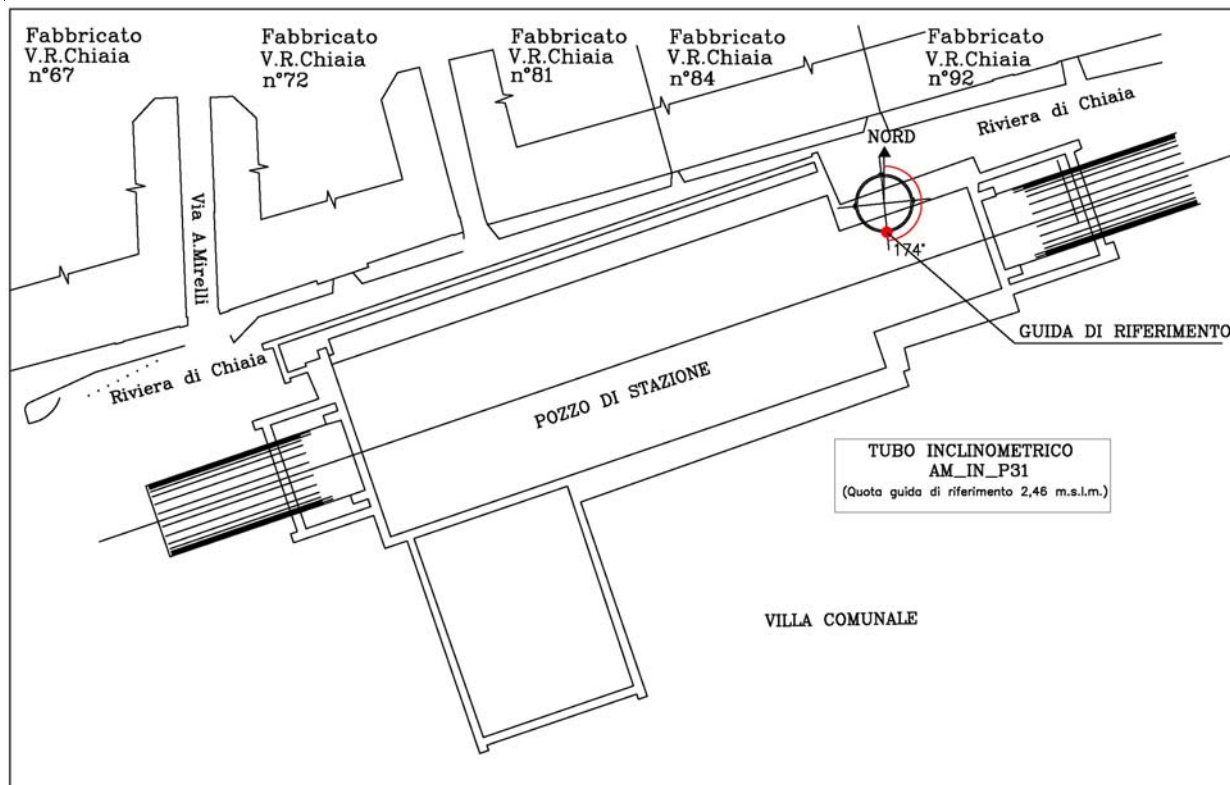 Fabbricato
V.R.Chiaia
n°67
Fabbricato
V.R.Chiaia
n°72
Fabbricato
V.R.Chiaia
n°81
Fabbricato
V.R.Chiaia
n°84
Fabbricato
V.R.Chiaia
n°92
Riviera di Chiaia
NORD
Via A.Mirelli
174°
GUIDA DI RIFERIMENTO
Riviera di Chiaia
POZZO DI STAZIONE
TUBO INCLINOMETRICO
AM_IN_P31
(Quota guida di riferimento 2,46 m.s.l.m.)
VILLA COMUNALE